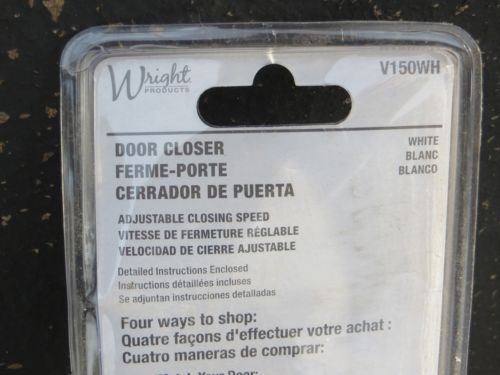 Wright
PRODUCTS
V150WH
DOOR CLOSER
FERME-PORTE
CERRADOR DE PUERTA
WHITE
BLANC
BLANCO
ADJUSTABLE CLOSING SPEED
VITESSE DE FERMETURE RÉGLABLE
VELOCIDAD DE CIERRE AJUSTABLE
Detailed Instructions Enclosed
Instructions détaillées incluses
Se adjuntan instrucciones detalladas
Four ways to shop:
Quatre façons d'effectuer votre achat :
Cuatro maneras de comprar:
Your Door: